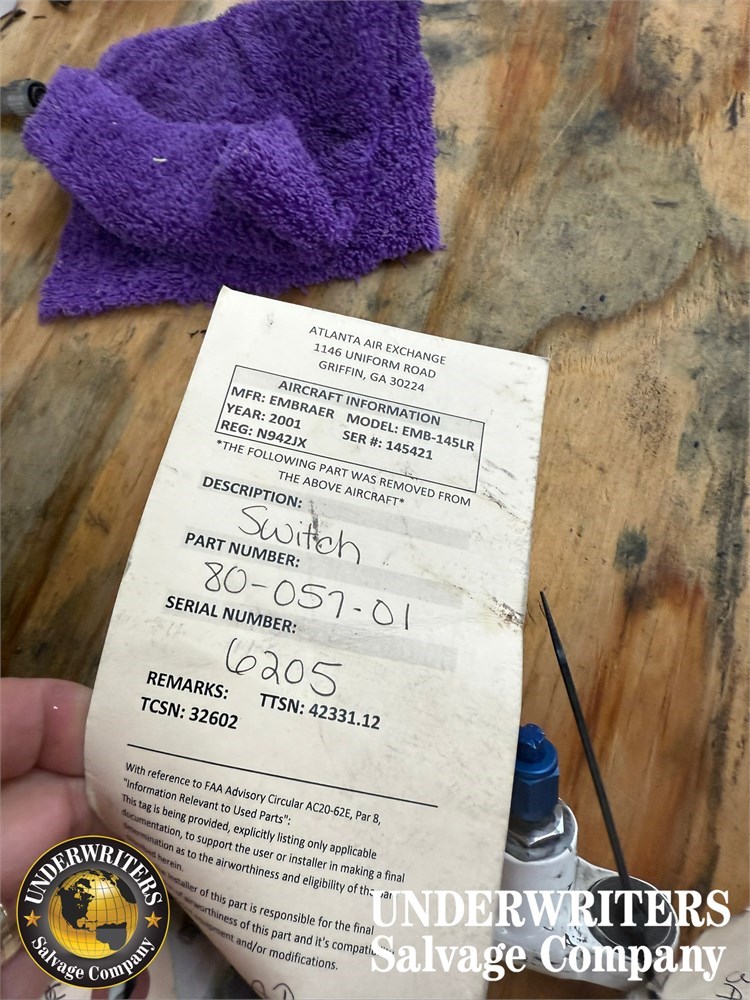 ATLANTA AIR EXCHANGE
1146 UNIFORM ROAD
GRIFFIN, GA 30224
AIRCRAFT INFORMATION
MFR: EMBRAER MODEL: EMB-145LR
YEAR: 2001 SER #: 145421
REG: N942JX
*THE FOLLOWING PART WAS REMOVED FROM
THE ABOVE AIRCRAFT*
DESCRIPTION:
Switch
PART NUMBER:
80-057-01
SERIAL NUMBER:
6205
REMARKS: TTSN: 42331.12
TCSN: 32602
With reference to FAA Advisory Circular AC20-62E, Par 8,
"Information Relevant to Used Parts":
This tag is being provided, explicitly listing only applicable
documentation, to support the user or installer in making a final
determination as to the airworthiness and eligibility of the
herein.
installer of this part is responsible for the final
airworthiness of this part and it's
and/or modifications.
UNDERWRITERS
Salvage Company
UNDERWRITERS
Salvage Company